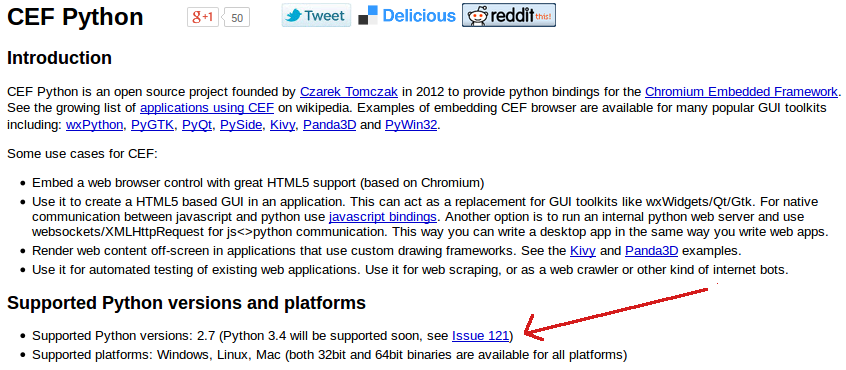 CEF Python g+1 50 Tweet Delicious reddit this!
Introduction
CEF Python is an open source project founded by Czarek Tomczak in 2012 to provide python bindings for the Chromium Embedded Framework.
See the growing list of applications using CEF on wikipedia. Examples of embedding CEF browser are available for many popular GUI toolkits
including: wxPython, PyGTK, PyQt, PySide, Kivy, Panda3D and PyWin32.
Some use cases for CEF:
• Embed a web browser control with great HTML5 support (based on Chromium)
• Use it to create a HTML5 based GUI in an application. This can act as a replacement for GUI toolkits like wxWidgets/Qt/Gtk. For native
communication between javascript and python use javascript bindings. Another option is to run an internal python web server and use
websockets/XMLHttpRequest for js<>python communication. This way you can write a desktop app in the same way you write web apps.
• Render web content off-screen in applications that use custom drawing frameworks. See the Kivy and Panda3D examples.
• Use it for automated testing of existing web applications. Use it for web scraping, or as a web crawler or other kind of internet bots.
Supported Python versions and platforms
• Supported Python versions: 2.7 (Python 3.4 will be supported soon, see Issue 121)
• Supported platforms: Windows, Linux, Mac (both 32bit and 64bit binaries are available for all platforms)